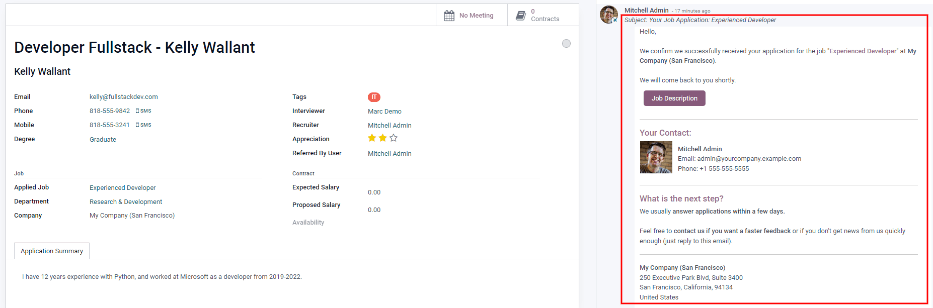 No Meeting
0
Contracts
Developer Fullstack - Kelly Wallant
Kelly Wallant
Email kelly@fullstackdev.com
Phone 818-555-9842 SMS
Mobile 818-555-3241 SMS
Degree Graduate
Tags IT
Interviewer Marc Demo
Recruiter Mitchell Admin
Appreciation
Referred By User Mitchell Admin
Job
Applied Job Experienced Developer
Department Research & Development
Company My Company (San Francisco)
Contract
Expected Salary 0.00
Proposed Salary 0.00
Availability
Application Summary
I have 12 years experience with Python, and worked at Microsoft as a developer from 2019-2022.
Mitchell Admin - 17 minutes ago
Subject: Your Job Application: Experienced Developer
Hello,
We confirm we successfully received your application for the job "Experienced Developer" at My
Company (San Francisco).
We will come back to you shortly.
Job Description
Your Contact:
Mitchell Admin
Email: admin@yourcompany.example.com
Phone: +1 555-555-5555
What is the next step?
We usually answer applications within a few days.
Feel free to contact us if you want a faster feedback or if you don't get news from us quickly
enough (just reply to this email).
My Company (San Francisco)
250 Executive Park Blvd, Suite 3400
San Francisco, California, 94134
United States